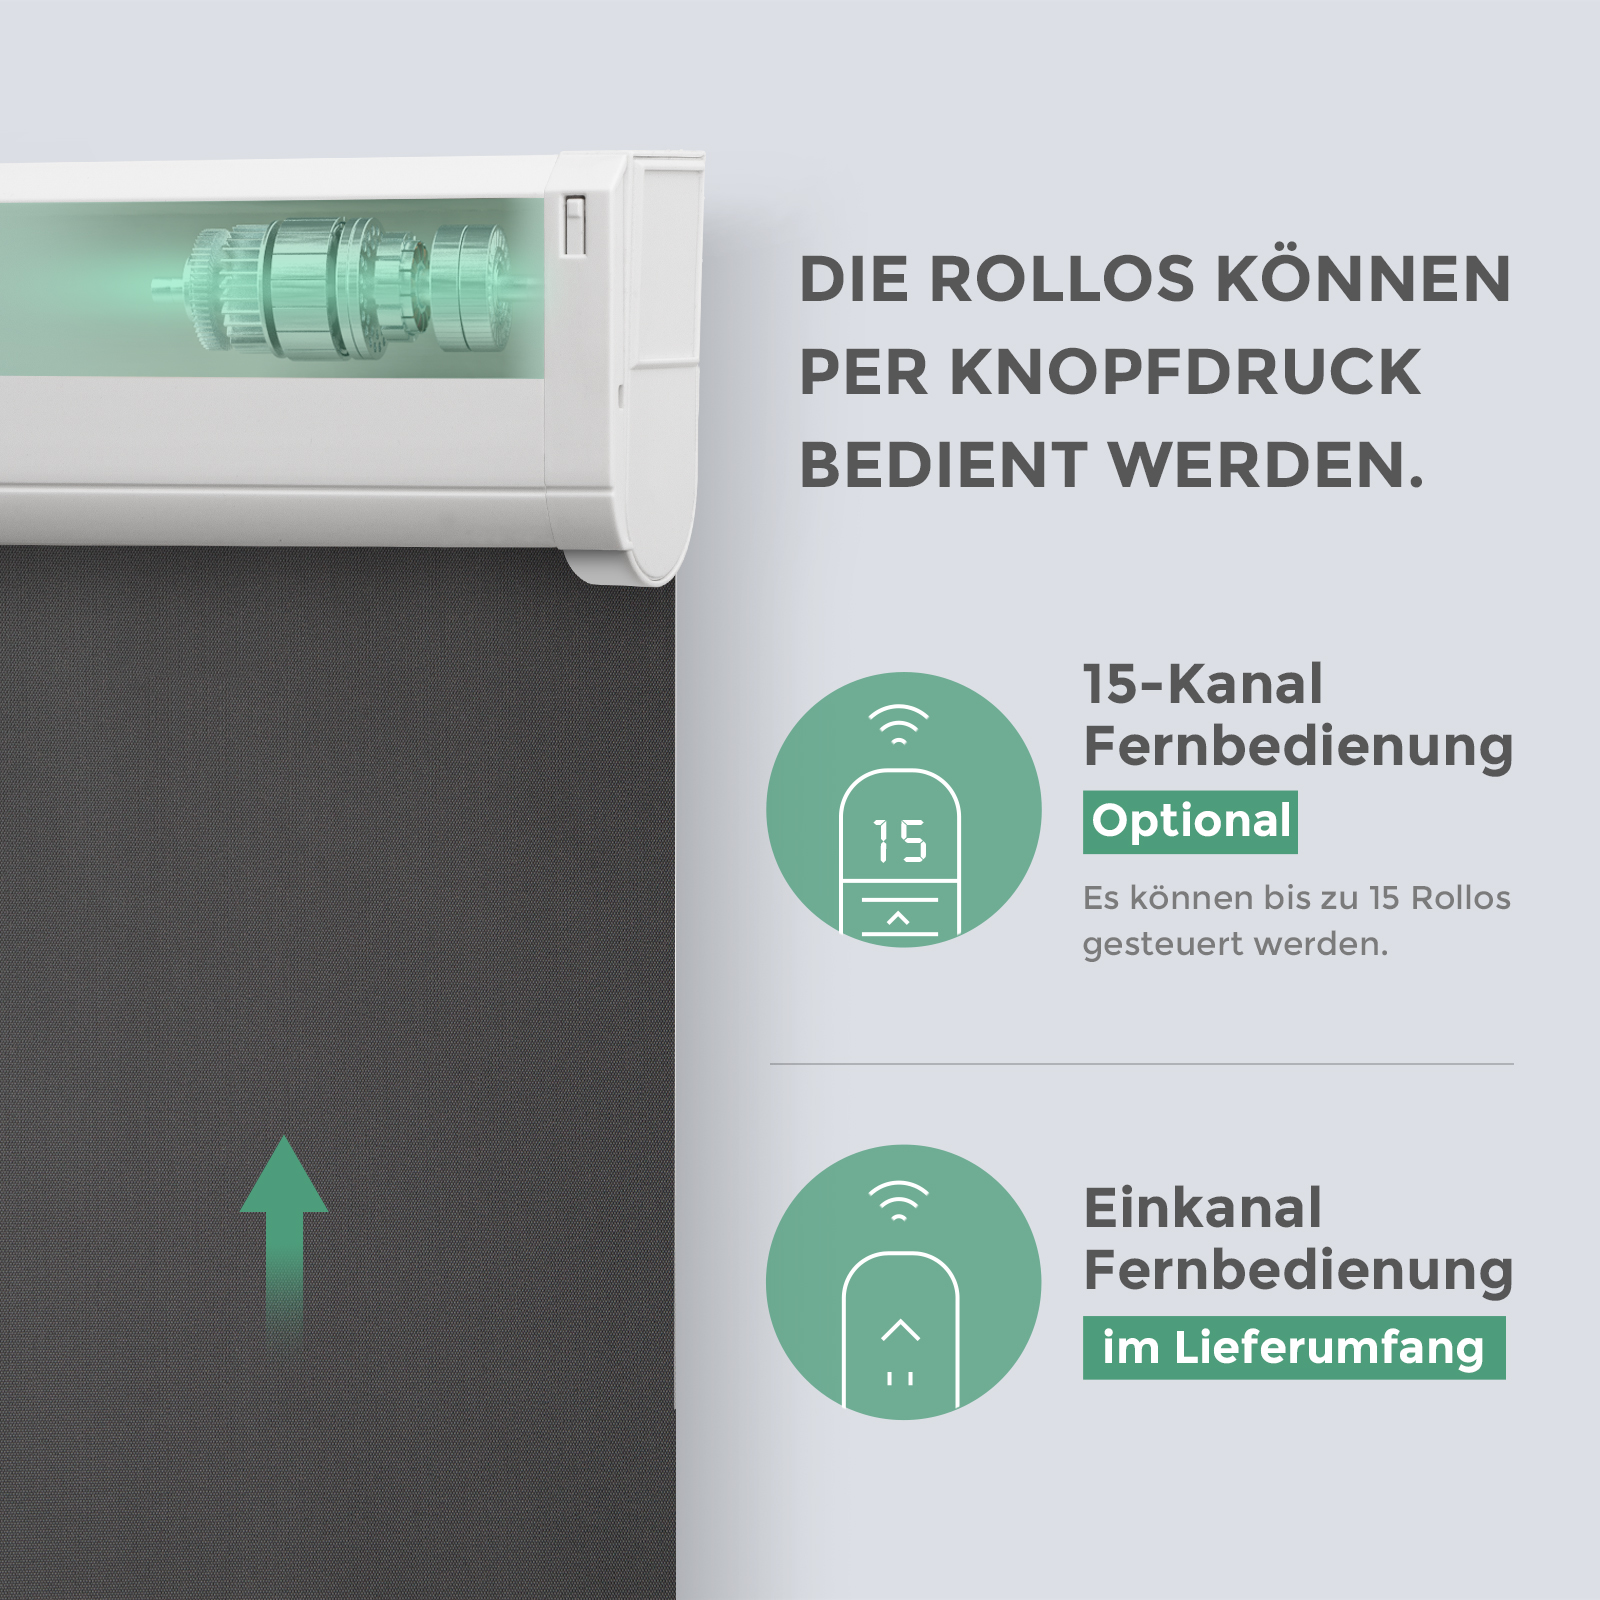 DIE ROLLOS KÖNNEN
PER KNOPFDRUCK
BEDIENT WERDEN.
15
15-Kanal
Fernbedienung
Optional
Es können bis zu 15 Rollos
gesteuert werden.
Einkanal
Fernbedienung
im Lieferumfang